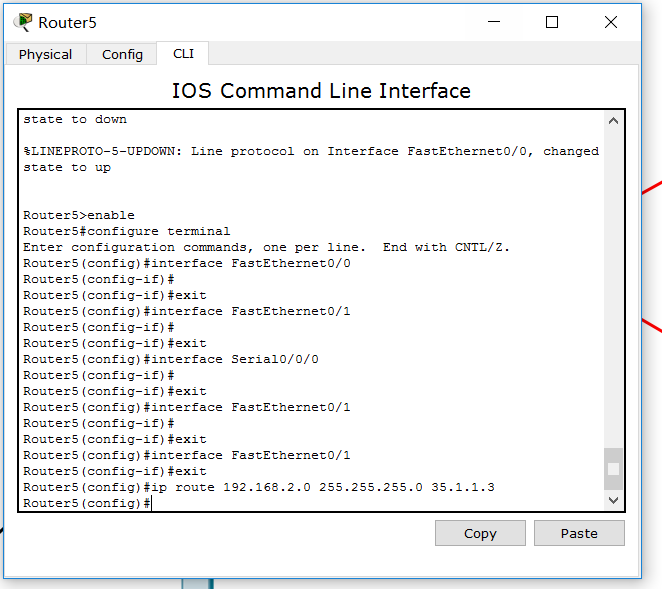 Router5
Physical
Config
CLI
IOS Command Line Interface
state to down
%LINEPROTO-5-UPDOWN: Line protocol on Interface FastEthernet0/0, changed
state to up
Router5>enable
Router5#configure terminal
Enter configuration commands, one per line.  End with CNTL/Z.
Router5(config)#interface FastEthernet0/0
Router5(config-if)#
Router5(config-if)#exit
Router5(config)#interface FastEthernet0/1
Router5(config-if)#
Router5(config-if)#exit
Router5(config)#interface Serial0/0/0
Router5(config-if)#
Router5(config-if)#exit
Router5(config)#interface FastEthernet0/1
Router5(config-if)#
Router5(config-if)#exit
Router5(config)#interface FastEthernet0/1
Router5(config-if)#exit
Router5(config)#ip route 192.168.2.0 255.255.255.0 35.1.1.3
Router5(config)#
Copy
Paste